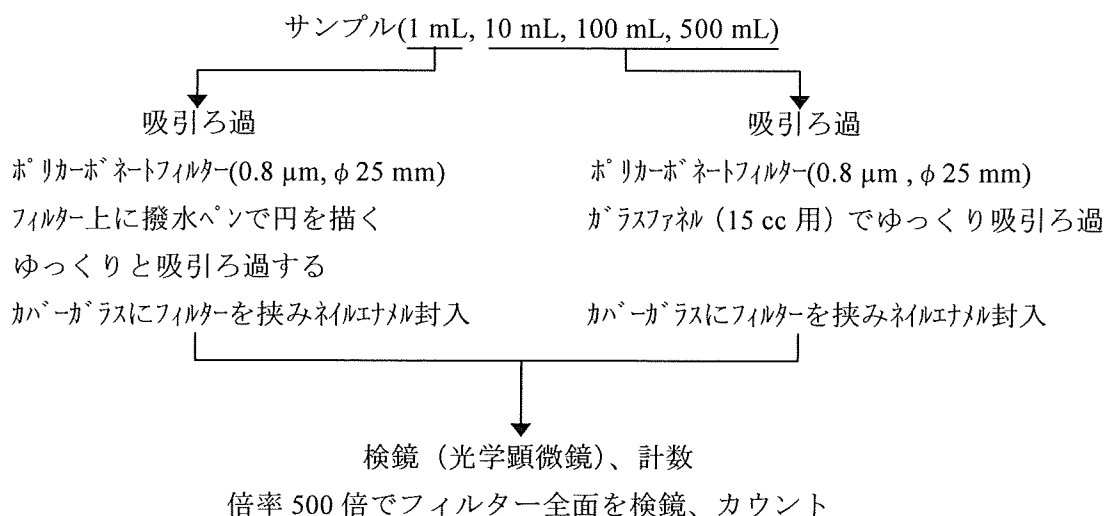 サンプル(1 mL, 10 mL, 100 mL, 500 mL)
吸引ろ過
ﾎﾟﾘｶｰﾎﾞﾈｰﾄﾌｨﾙﾀｰ(0.8 μm, φ 25 mm)
ﾌｨﾙﾀｰ上に撥水ﾍﾟﾝで円を描く
ゆっくりと吸引ろ過する
ｶﾊﾞｰｶﾞﾗｽにﾌｨﾙﾀｰを挟みﾈｲﾙｴﾅﾒﾙ封入
吸引ろ過
ﾎﾟﾘｶｰﾎﾞﾈｰﾄﾌｨﾙﾀｰ(0.8 μm , φ 25 mm)
ｶﾞﾗｽﾌｧﾈﾙ（15 cc 用）でゆっくり吸引ろ過
ｶﾊﾞｰｶﾞﾗｽにﾌｨﾙﾀｰを挟みﾈｲﾙｴﾅﾒﾙ封入
検鏡（光学顕微鏡）、計数
倍率 500 倍でフィルター全面を検鏡、カウント